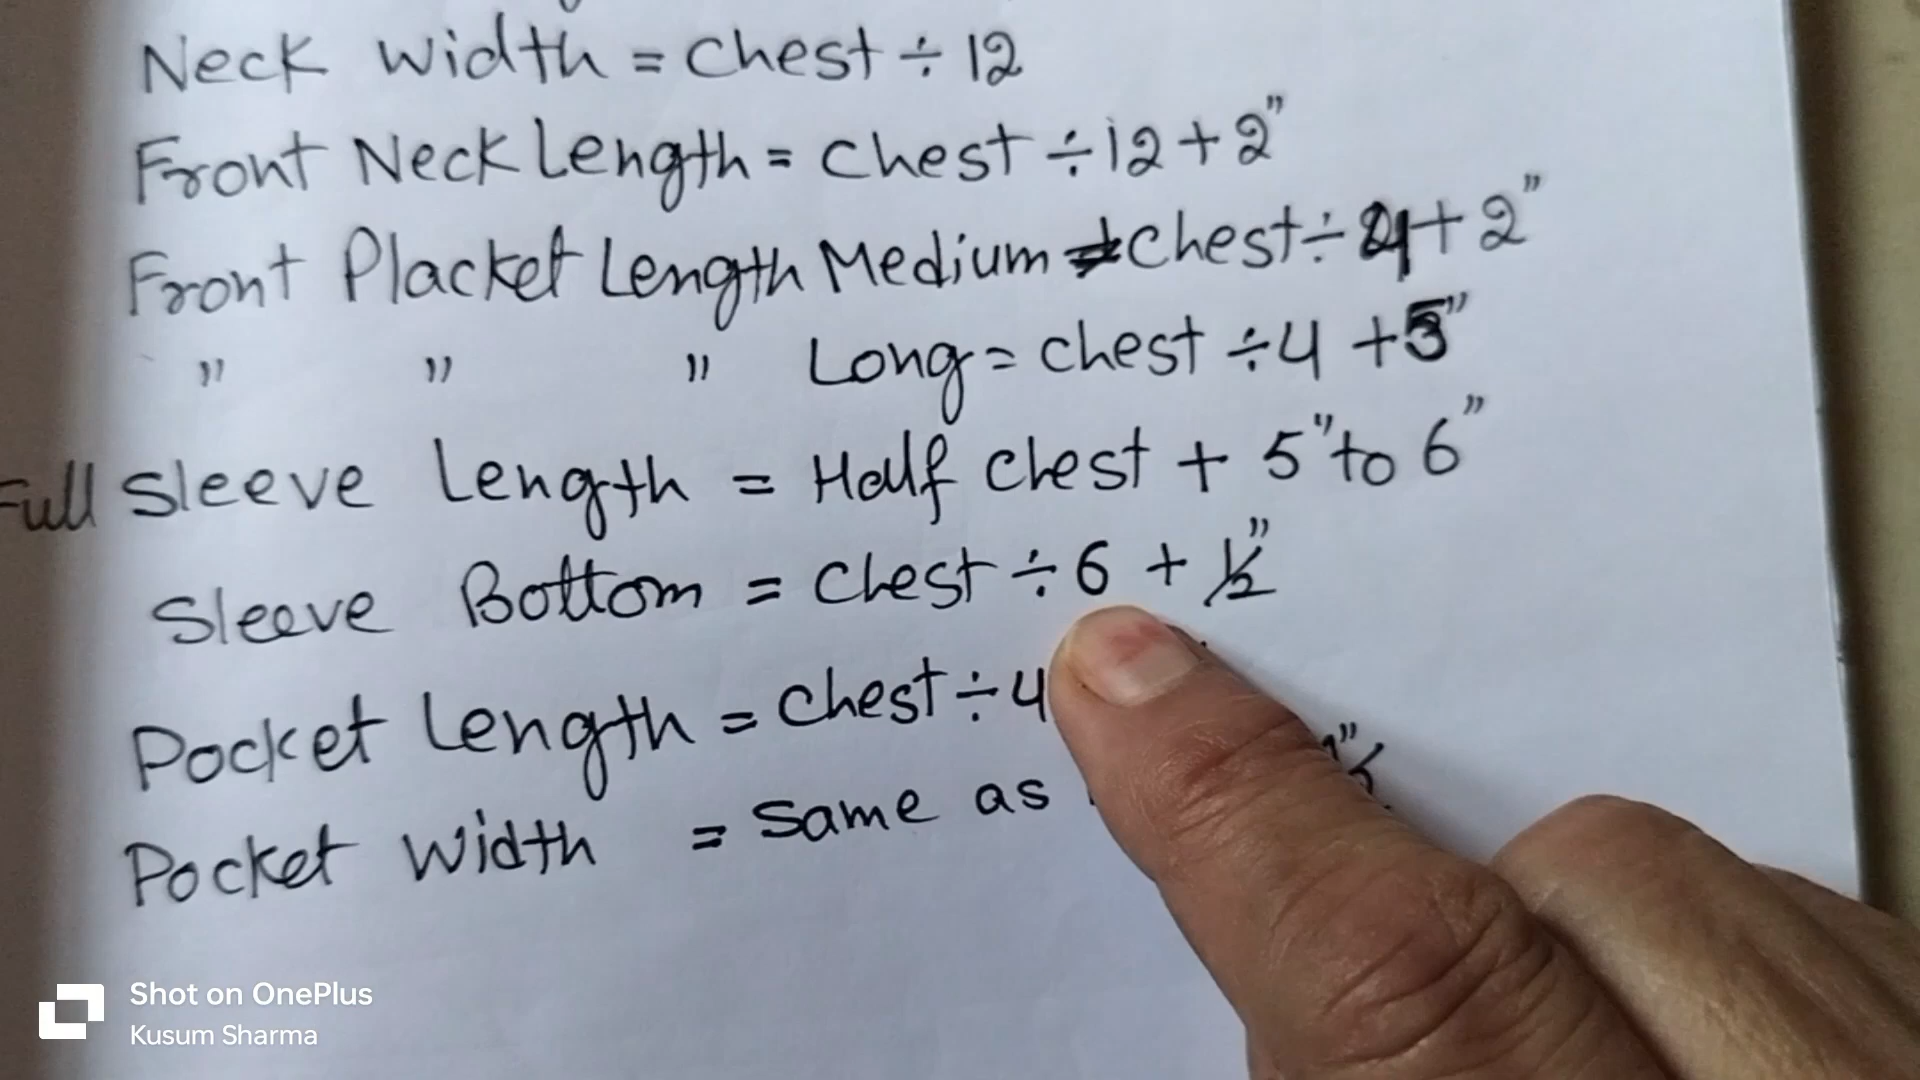 Neck Width = Chest ÷ 12
Front Neck Length = Chest ÷ 12 + 2"
Front Placket Length Medium = Chest ÷ 4 + 2"
" " " Long = Chest ÷ 4 + 5"
Full Sleeve Length = Half Chest + 5" to 6"
Sleeve Bottom = Chest ÷ 6 + ½"
Pocket Length = Chest ÷ 4
Pocket Width = Same as
Shot on OnePlus
Kusum Sharma